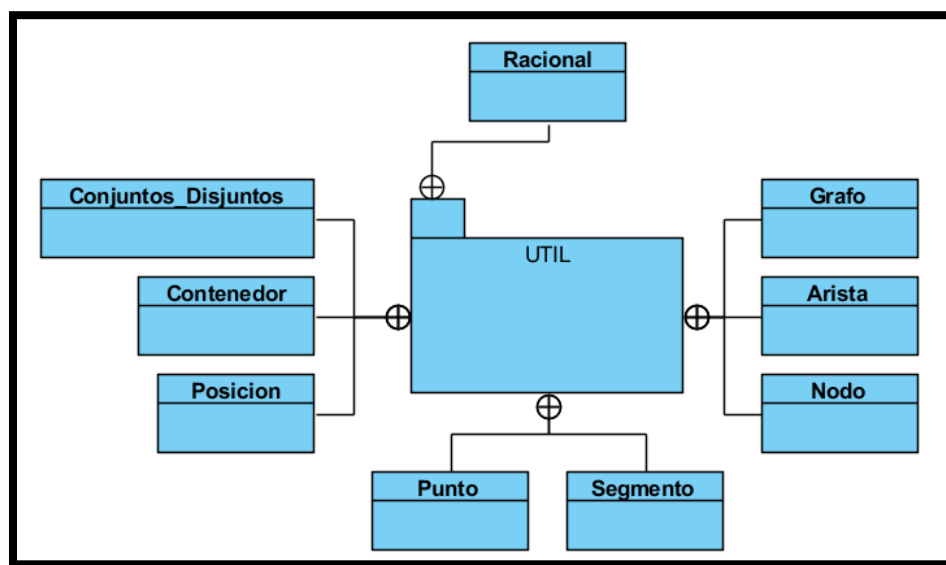 Racional
Conjuntos_Disjuntos
Grafo
UTIL
Contenedor
Arista
Posicion
Nodo
Punto
Segmento